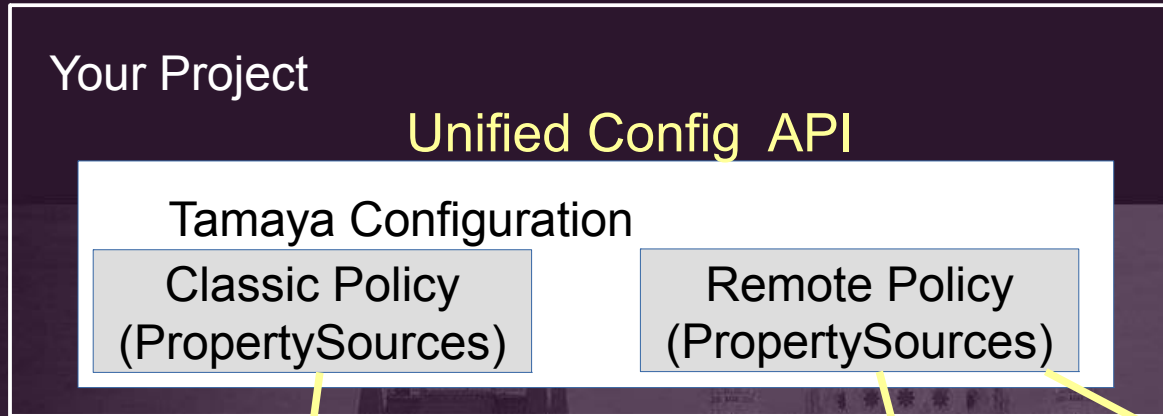 Your Project
Unified Config API
Tamaya Configuration
Classic Policy
(PropertySources)
Remote Policy
(PropertySources)